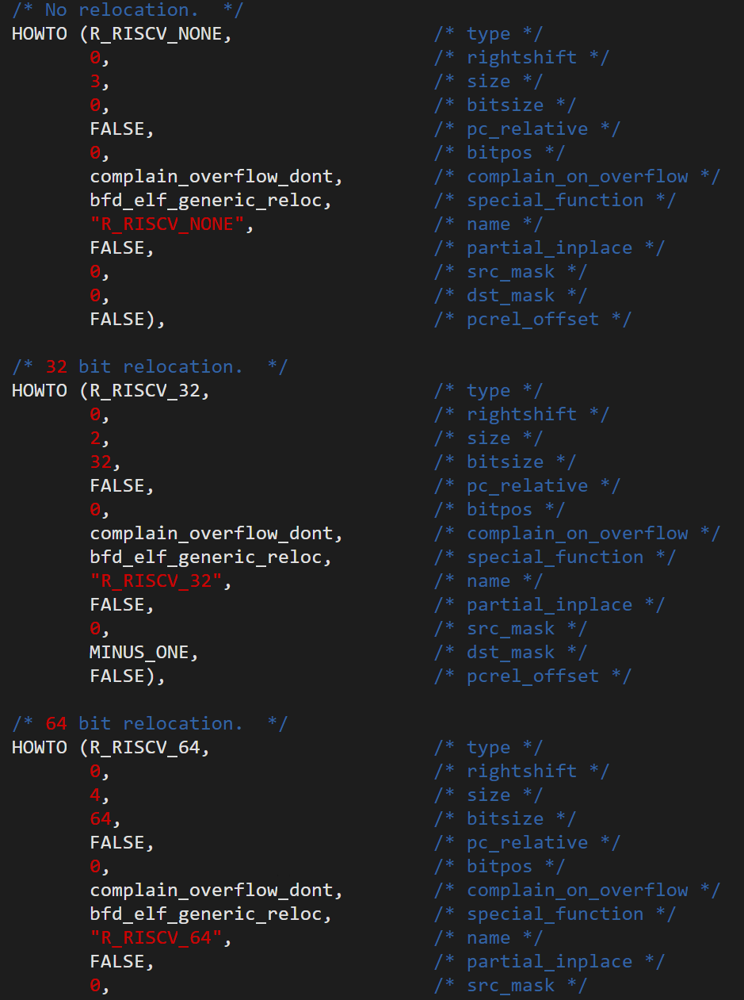 /* No relocation.  */
HOWTO (R_RISCV_NONE,                  /* type */
       0,                             /* rightshift */
       3,                             /* size */
       0,                             /* bitsize */
       FALSE,                         /* pc_relative */
       0,                             /* bitpos */
       complain_overflow_dont,        /* complain_on_overflow */
       bfd_elf_generic_reloc,         /* special_function */
       "R_RISCV_NONE",                /* name */
       FALSE,                         /* partial_inplace */
       0,                             /* src_mask */
       0,                             /* dst_mask */
       FALSE),                        /* pcrel_offset */

/* 32 bit relocation.  */
HOWTO (R_RISCV_32,                    /* type */
       0,                             /* rightshift */
       2,                             /* size */
       32,                            /* bitsize */
       FALSE,                         /* pc_relative */
       0,                             /* bitpos */
       complain_overflow_dont,        /* complain_on_overflow */
       bfd_elf_generic_reloc,         /* special_function */
       "R_RISCV_32",                  /* name */
       FALSE,                         /* partial_inplace */
       0,                             /* src_mask */
       MINUS_ONE,                     /* dst_mask */
       FALSE),                        /* pcrel_offset */

/* 64 bit relocation.  */
HOWTO (R_RISCV_64,                    /* type */
       0,                             /* rightshift */
       4,                             /* size */
       64,                            /* bitsize */
       FALSE,                         /* pc_relative */
       0,                             /* bitpos */
       complain_overflow_dont,        /* complain_on_overflow */
       bfd_elf_generic_reloc,         /* special_function */
       "R_RISCV_64",                  /* name */
       FALSE,                         /* partial_inplace */
       0,                             /* src_mask */